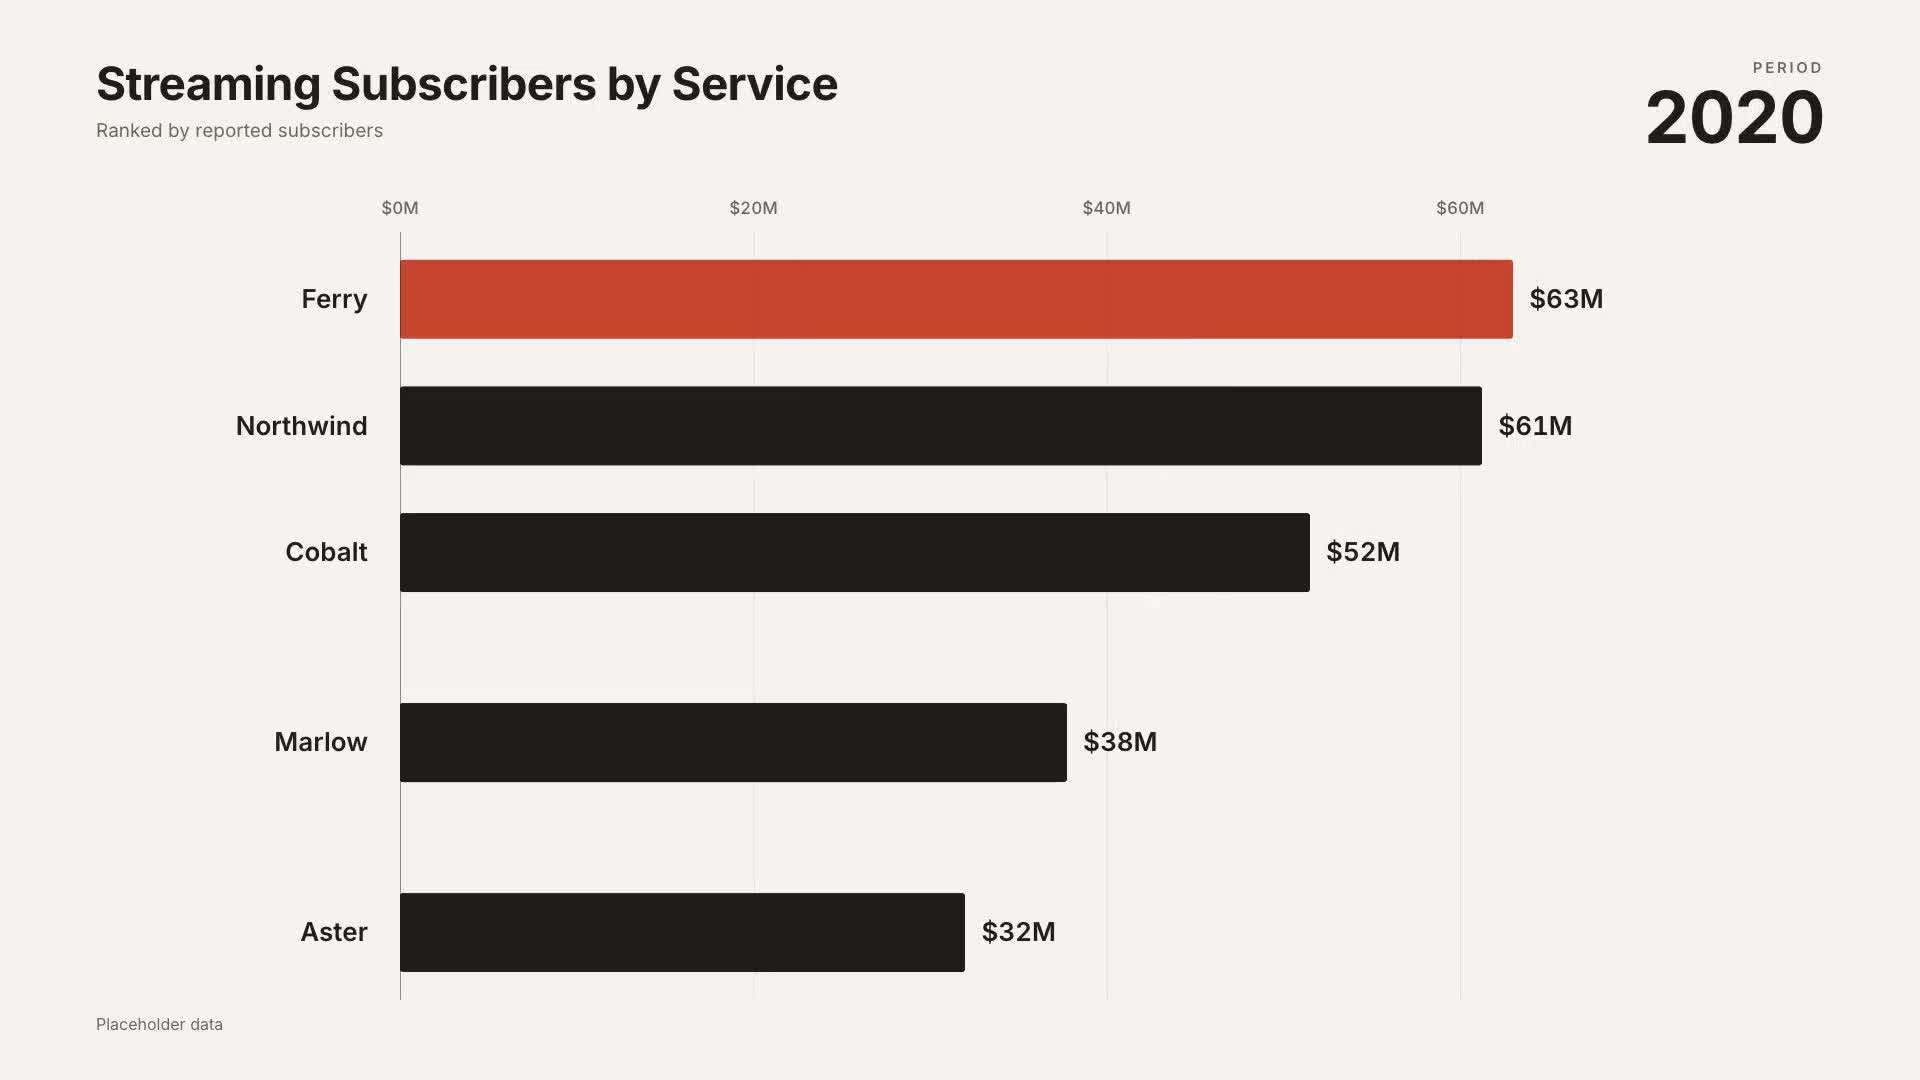 Streaming Subscribers by Service
Ranked by reported subscribers
PERIOD
2020
$0M $20M $40M $60M
Ferry $63M
Northwind $61M
Cobalt $52M
Marlow $38M
Aster $32M
Placeholder data